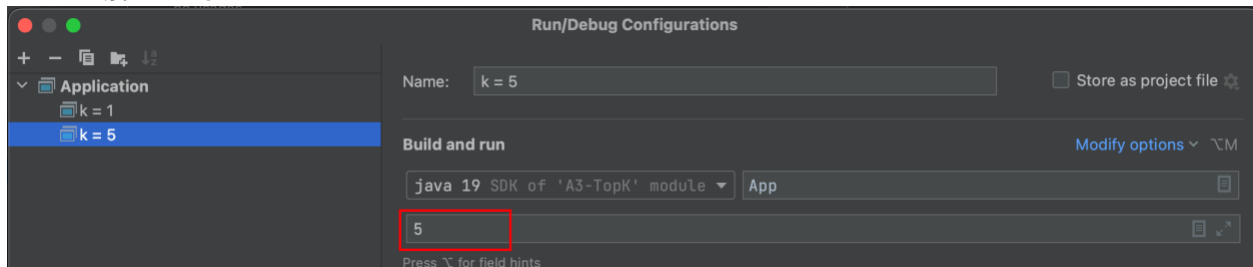 Run/Debug Configurations
Application
k = 1
k = 5
Name: k = 5 Store as project file
Build and run Modify options ⌥M
java 19 SDK of 'A3-TopK' module App
5
Press ⌥ for field hints